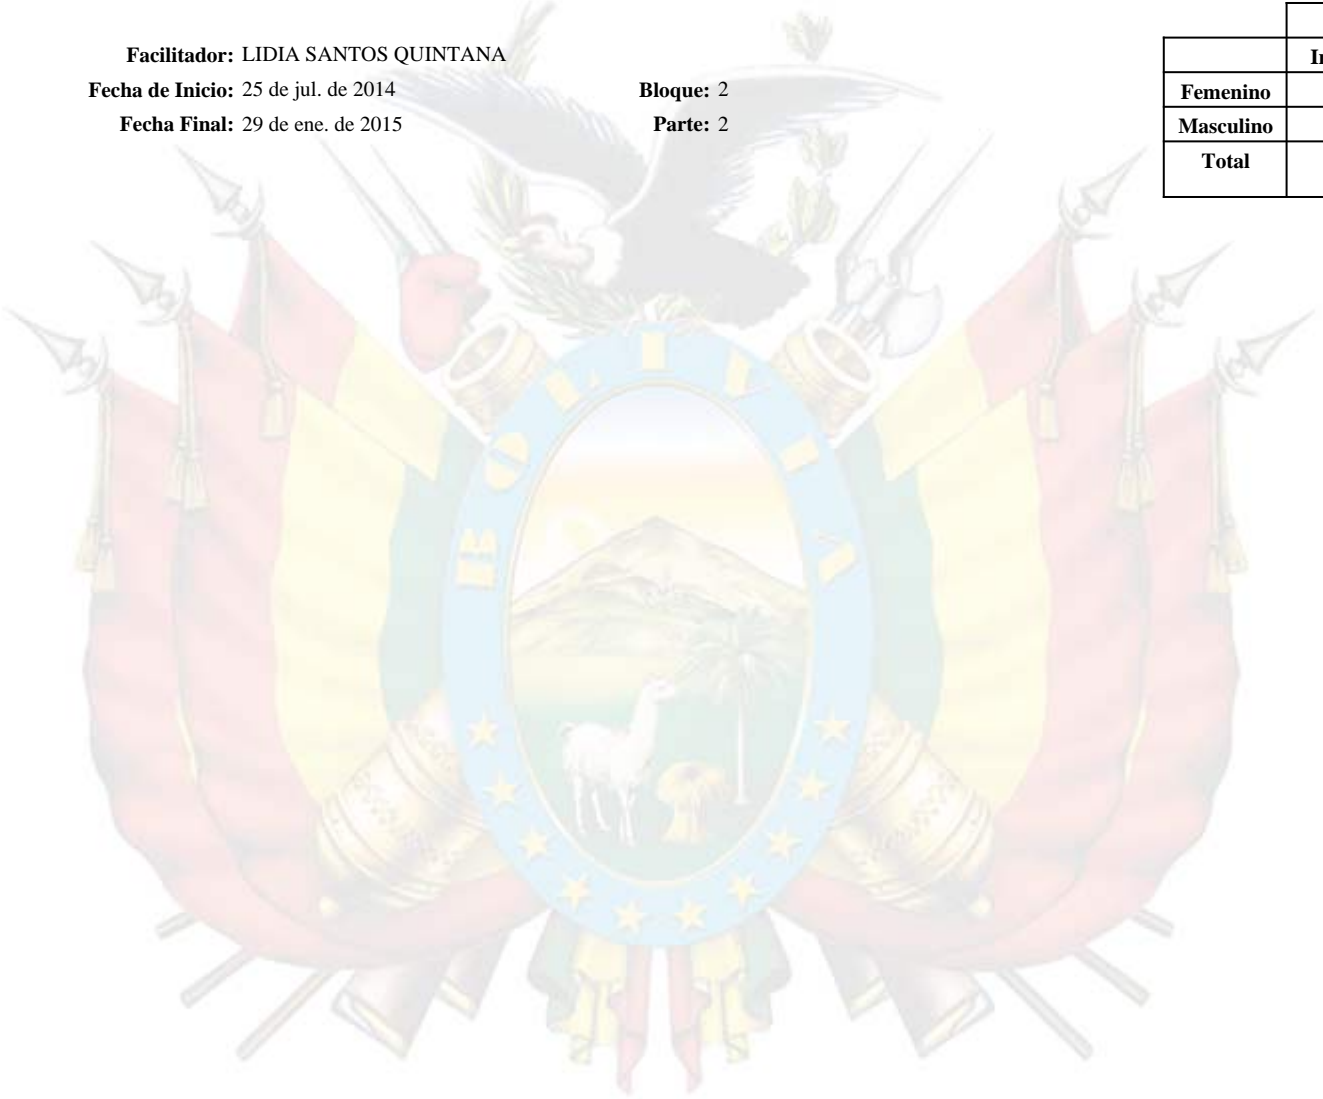 Facilitador: LIDIA SANTOS QUINTANA
Fecha de Inicio: 25 de jul. de 2014 Bloque: 2
Fecha Final: 29 de ene. de 2015 Parte: 2
Femenino
Masculino
Total
BOLIVIA